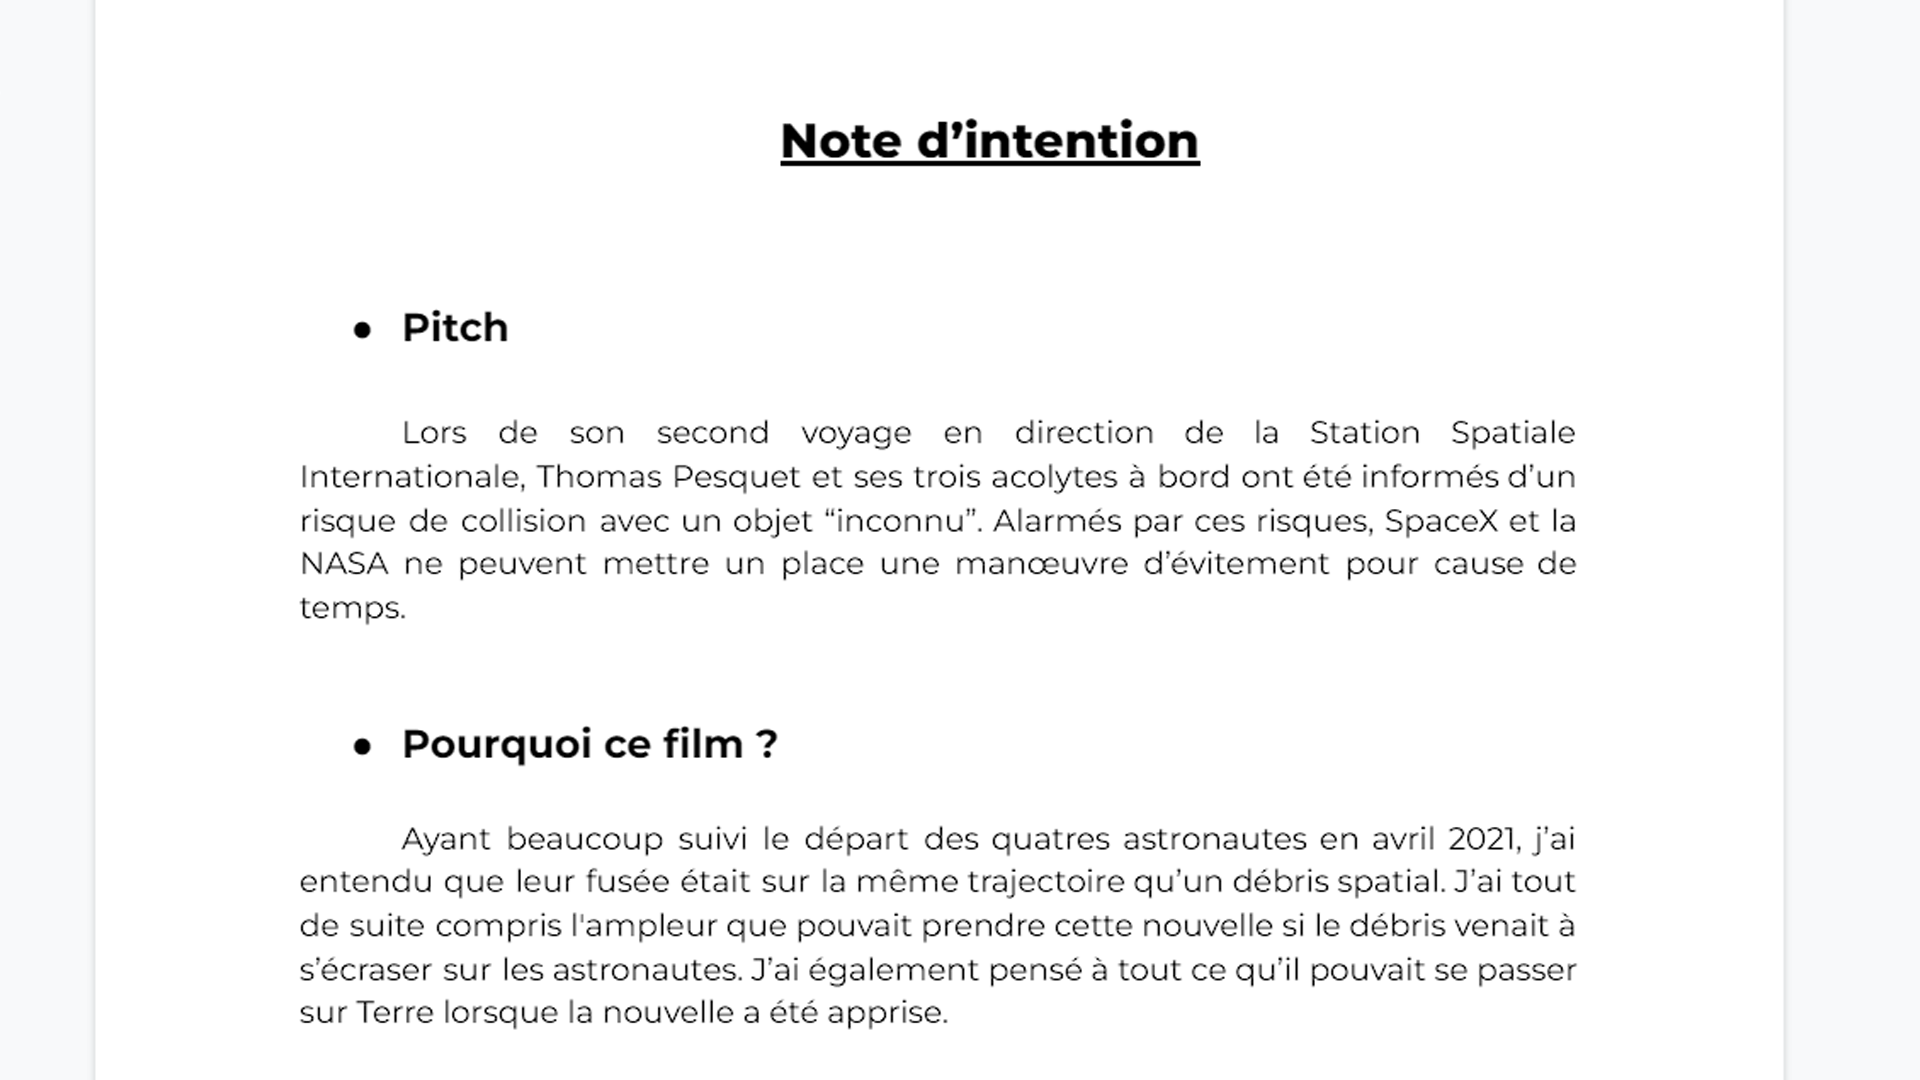 Note d’intention
● Pitch
Lors de son second voyage en direction de la Station Spatiale
Internationale, Thomas Pesquet et ses trois acolytes à bord ont été informés d’un
risque de collision avec un objet “inconnu”. Alarmés par ces risques, SpaceX et la
NASA ne peuvent mettre un place une manœuvre d’évitement pour cause de
temps.
● Pourquoi ce film ?
Ayant beaucoup suivi le départ des quatres astronautes en avril 2021, j’ai
entendu que leur fusée était sur la même trajectoire qu’un débris spatial. J’ai tout
de suite compris l'ampleur que pouvait prendre cette nouvelle si le débris venait à
s’écraser sur les astronautes. J’ai également pensé à tout ce qu’il pouvait se passer
sur Terre lorsque la nouvelle a été apprise.